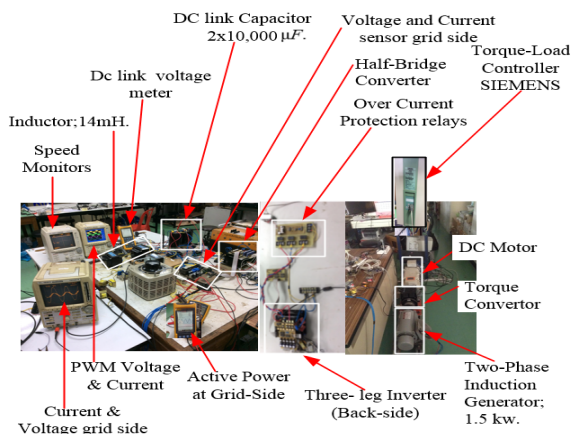 DC link Capacitor
2x10,000 µF.
Voltage and Current
sensor grid side
Torque-Load
Controller
SIEMENS
Dc link voltage
meter
Half-Bridge
Converter
Inductor;14mH.
Over Current
Protection relays
Speed
Monitors
DC Motor
Torque
Convertor
PWM Voltage
& Current
Active Power
at Grid-Side
Three- leg Inverter
(Back-side)
Two-Phase
Induction
Generator;
1.5 kw.
Current &
Voltage grid side